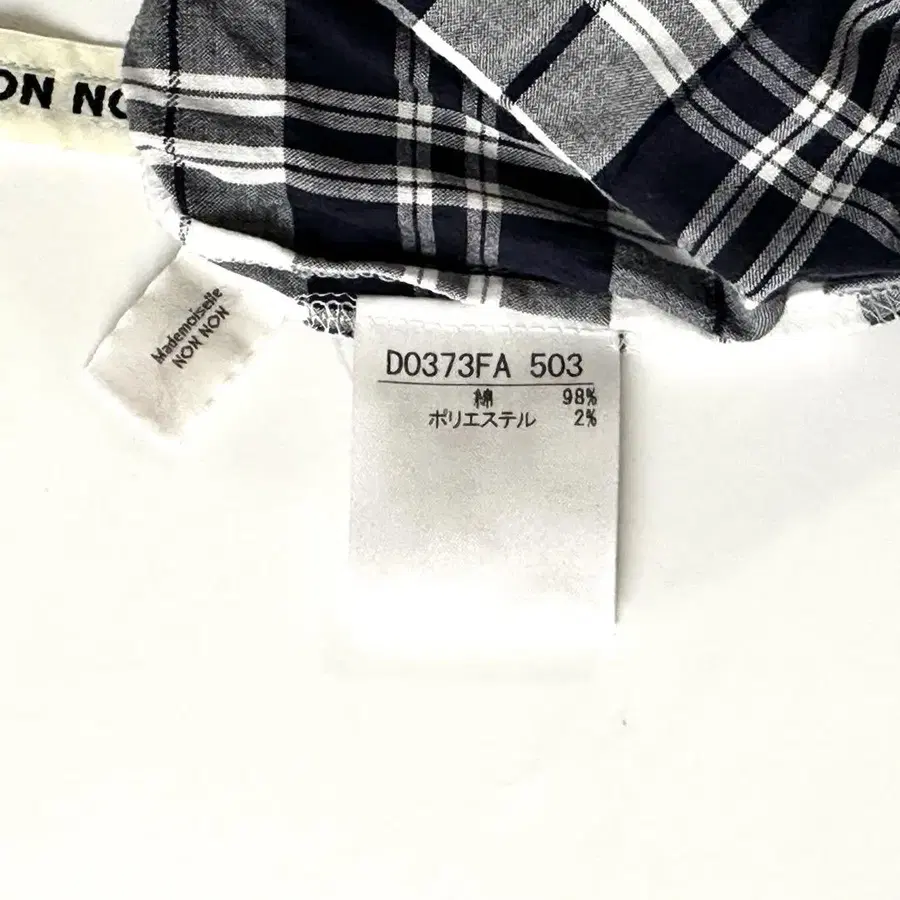 ON NO
Mademoiselle
NON NON
D0373FA 503
綿 98%
ポリエステル 2%